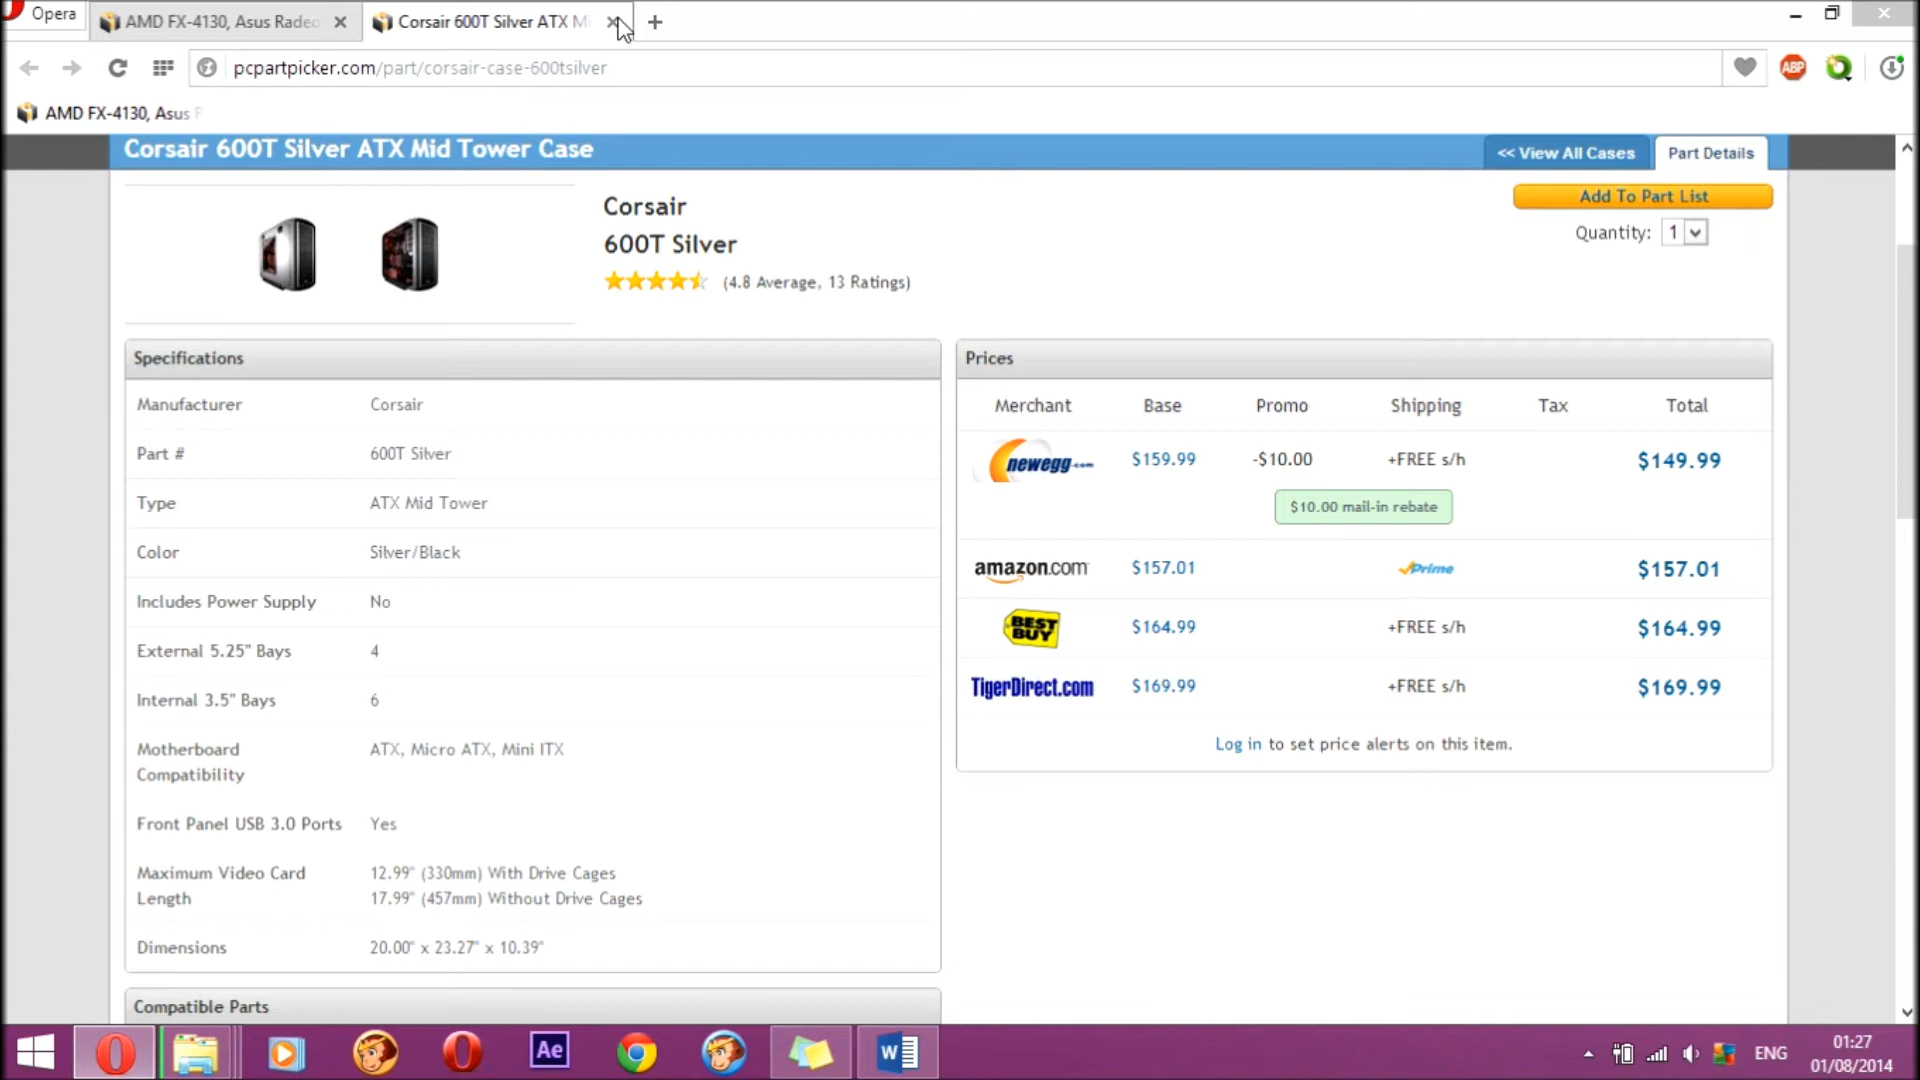 Opera
AMD FX-4130, Asus Radeo
Corsair 600T Silver ATX Mi
pcpartpicker.com/part/corsair-case-600tsilver
ABP
AMD FX-4130, Asus
Corsair 600T Silver ATX Mid Tower Case
<< View All Cases
Part Details
Corsair
600T Silver
(4.8 Average, 13 Ratings)
Add To Part List
Quantity: 1
Specifications
Manufacturer Corsair
Part # 600T Silver
Type ATX Mid Tower
Color Silver/Black
Includes Power Supply No
External 5.25" Bays 4
Internal 3.5" Bays 6
Motherboard Compatibility ATX, Micro ATX, Mini ITX
Front Panel USB 3.0 Ports Yes
Maximum Video Card 12.99" (330mm) With Drive Cages
Length 17.99" (457mm) Without Drive Cages
Dimensions 20.00" x 23.27" x 10.39"
Compatible Parts
Prices
Merchant Base Promo Shipping Tax Total
newegg.com $159.99 -$10.00 +FREE s/h $149.99
$10.00 mail-in rebate
amazon.com $157.01 Prime $157.01
BEST BUY $164.99 +FREE s/h $164.99
TigerDirect.com $169.99 +FREE s/h $169.99
Log in to set price alerts on this item.
Ae
W
ENG
01:27
01/08/2014